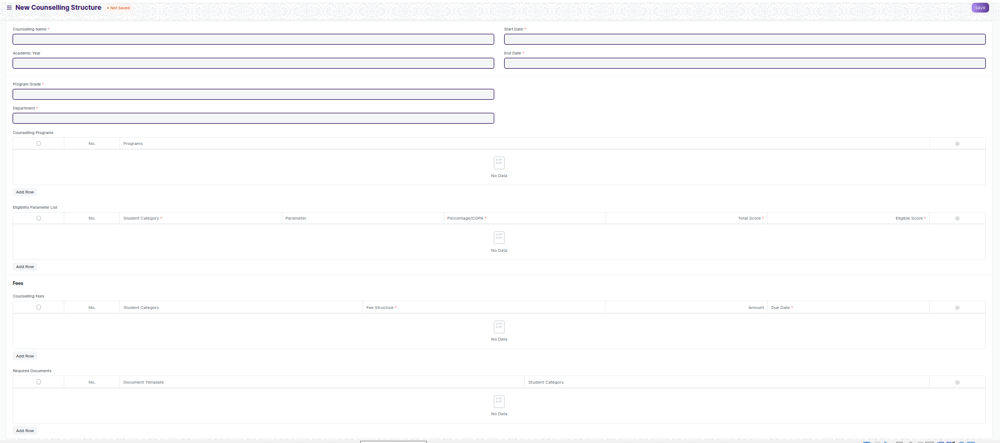 New Counselling Structure • Not Saved SAVE
Counselling Name * Start Date *
Academic Year End Date *
Program Grade *
Department *
Counselling Programs
No. Programs
No Data
Add Row
Eligibility Parameter List
No. Student Category * Parameter Percentage/CGPA * Total Score * Eligible Score *
No Data
Add Row
Fees
Counselling Fees
No. Student Category Fee Structure * Amount Due Date *
No Data
Add Row
Required Documents
No. Document Template Student Category
No Data
Add Row